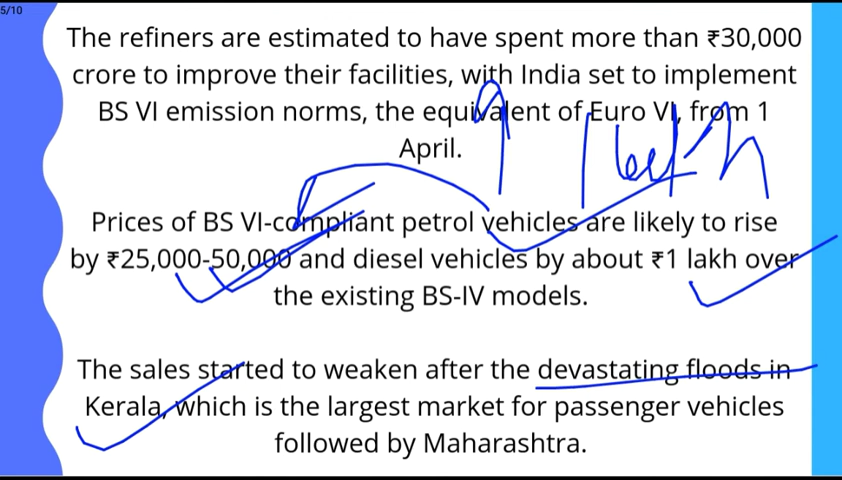 5/10
The refiners are estimated to have spent more than ₹30,000
crore to improve their facilities, with India set to implement
BS VI emission norms, the equivalent of Euro VI, from 1
April.
Prices of BS VI-compliant petrol vehicles are likely to rise
by ₹25,000-50,000 and diesel vehicles by about ₹1 lakh over
the existing BS-IV models.
The sales started to weaken after the devastating floods in
Kerala, which is the largest market for passenger vehicles
followed by Maharashtra.